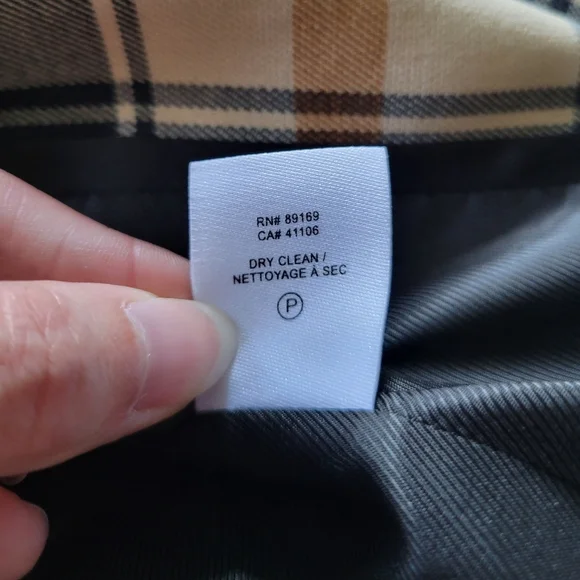 RN# 89169
CA# 41106
DRY CLEAN /
NETTOYAGE À SEC
P